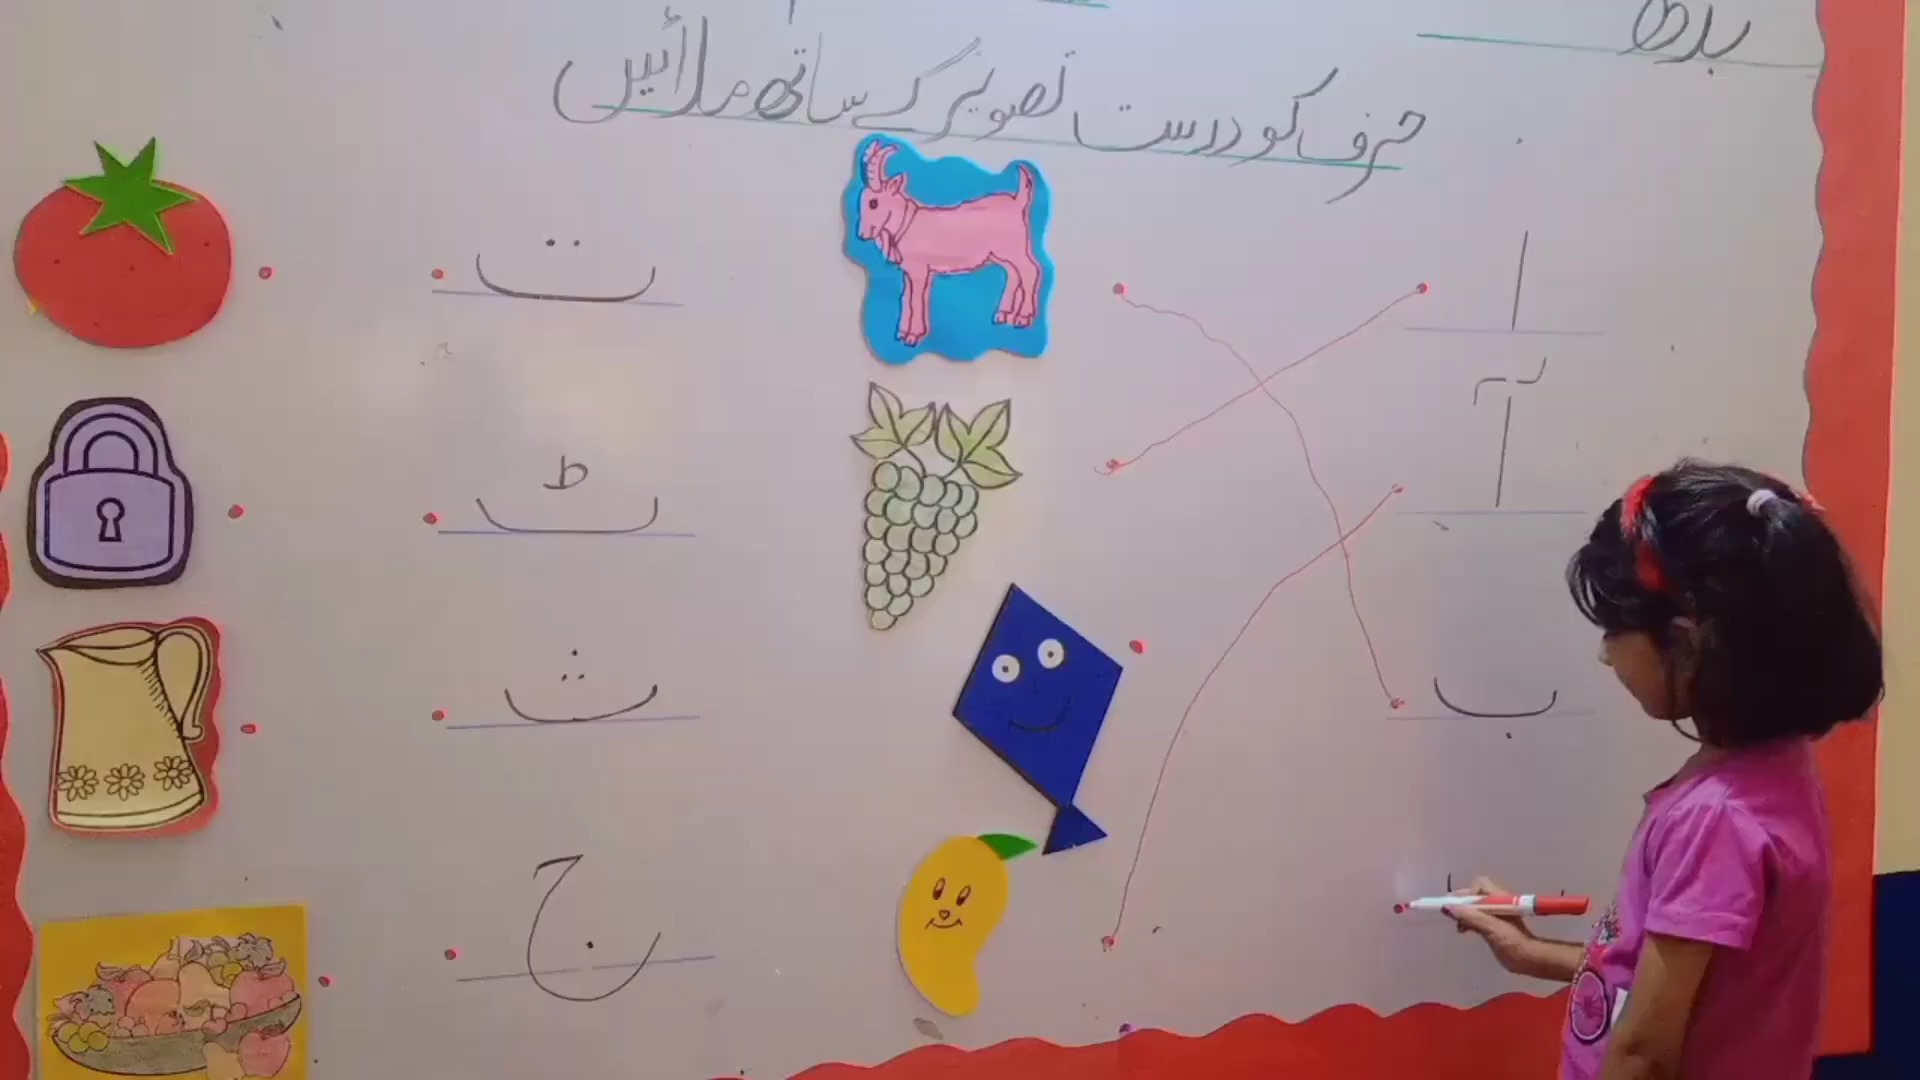 بدھ
حرف کو درست تصویر کے ساتھ ملائیں
ا
ت
آ
ٹ
ب
ث
ج